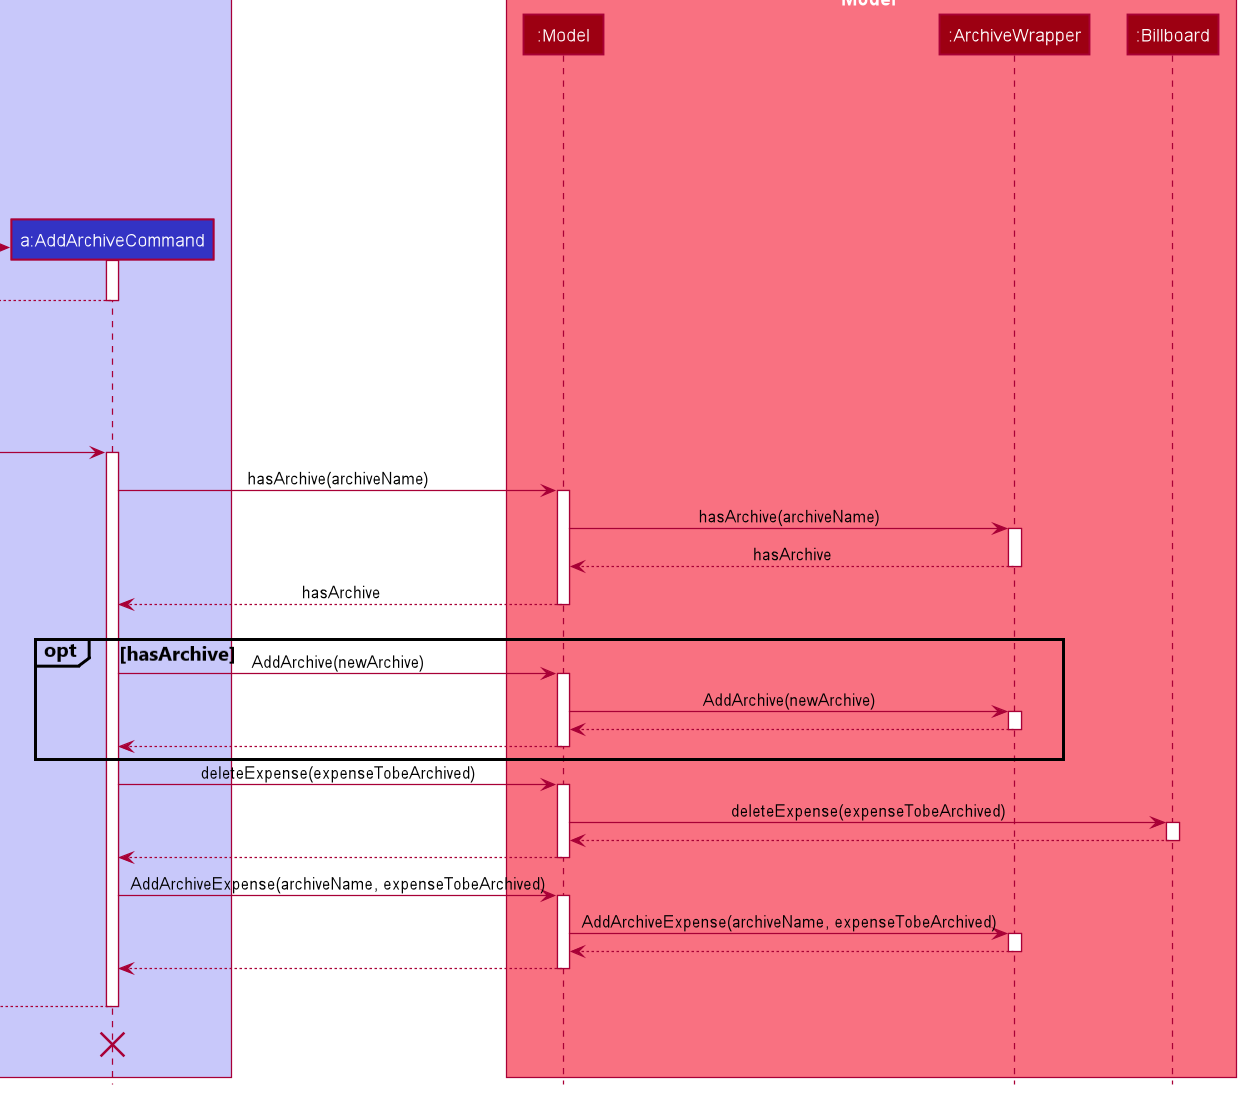 Model
:Model
:ArchiveWrapper
:Billboard
a:AddArchiveCommand
hasArchive(archiveName)
hasArchive(archiveName)
hasArchive
hasArchive
opt
[hasArchive]
AddArchive(newArchive)
AddArchive(newArchive)
deleteExpense(expenseTobeArchived)
deleteExpense(expenseTobeArchived)
AddArchiveExpense(archiveName, expenseTobeArchived)
AddArchiveExpense(archiveName, expenseTobeArchived)